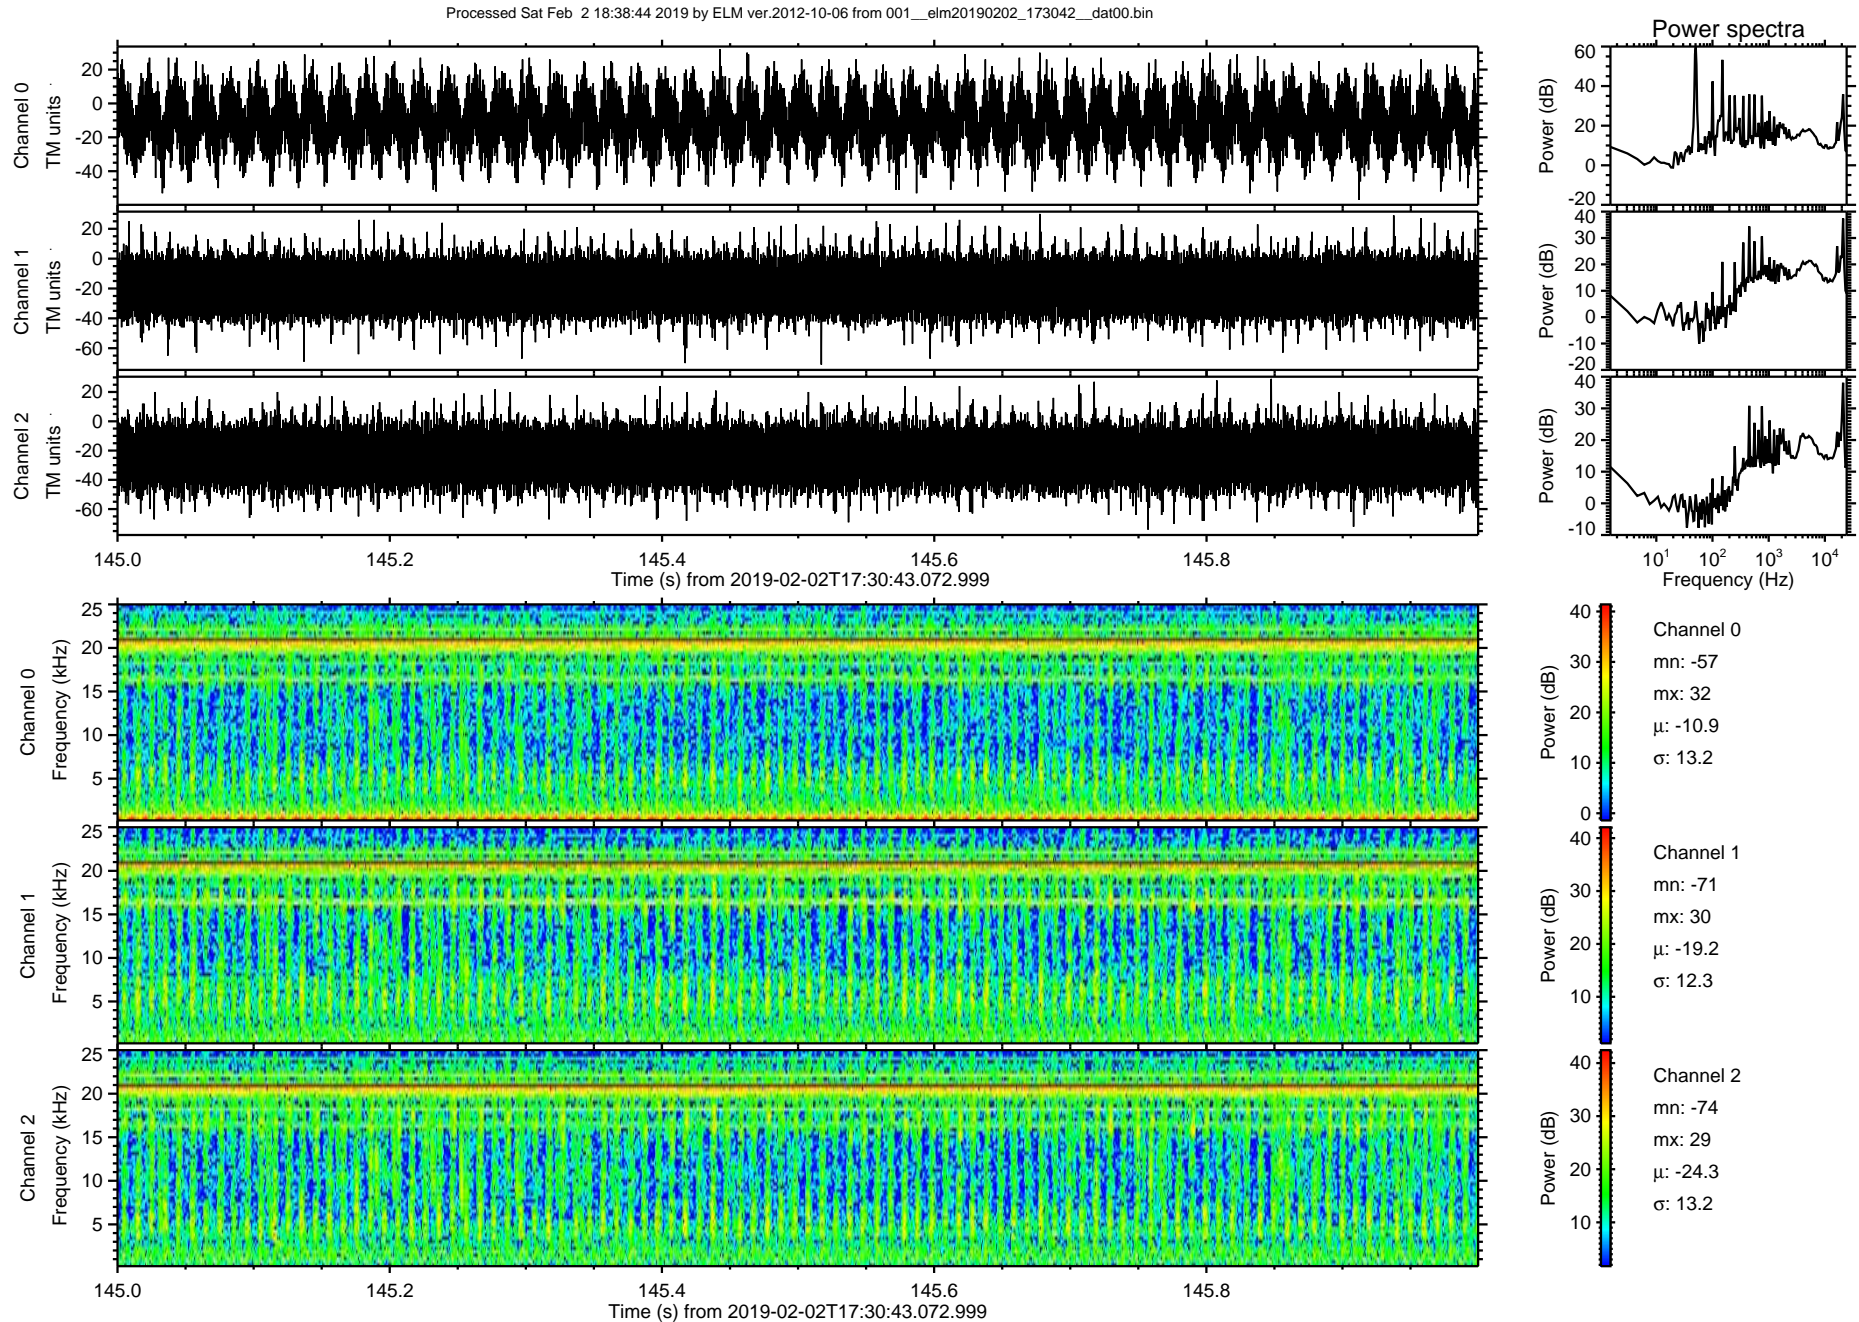 Processed Sat Feb  2 18:38:44 2019 by ELM ver.2012-10-06 from 001__elm20190202_173042__dat00.bin
Power spectra
Channel 0
TM units
20
0
-20
-40
Power (dB)
60
40
20
0
-20
Channel 1
TM units
20
0
-20
-40
-60
Power (dB)
40
30
20
10
0
-10
-20
Channel 2
TM units
20
0
-20
-40
-60
Power (dB)
40
30
20
10
0
-10
145.0 145.2 145.4 145.6 145.8
Time (s) from 2019-02-02T17:30:43.072.999
10^1 10^2 10^3 10^4
Frequency (Hz)
Channel 0
Frequency (kHz)
25
20
15
10
5
Power (dB)
40
30
20
10
0
Channel 0
mn: -57
mx: 32
µ: -10.9
σ: 13.2
Channel 1
Frequency (kHz)
25
20
15
10
5
Power (dB)
40
30
20
10
Channel 1
mn: -71
mx: 30
µ: -19.2
σ: 12.3
Channel 2
Frequency (kHz)
25
20
15
10
5
Power (dB)
40
30
20
10
Channel 2
mn: -74
mx: 29
µ: -24.3
σ: 13.2
145.0 145.2 145.4 145.6 145.8
Time (s) from 2019-02-02T17:30:43.072.999